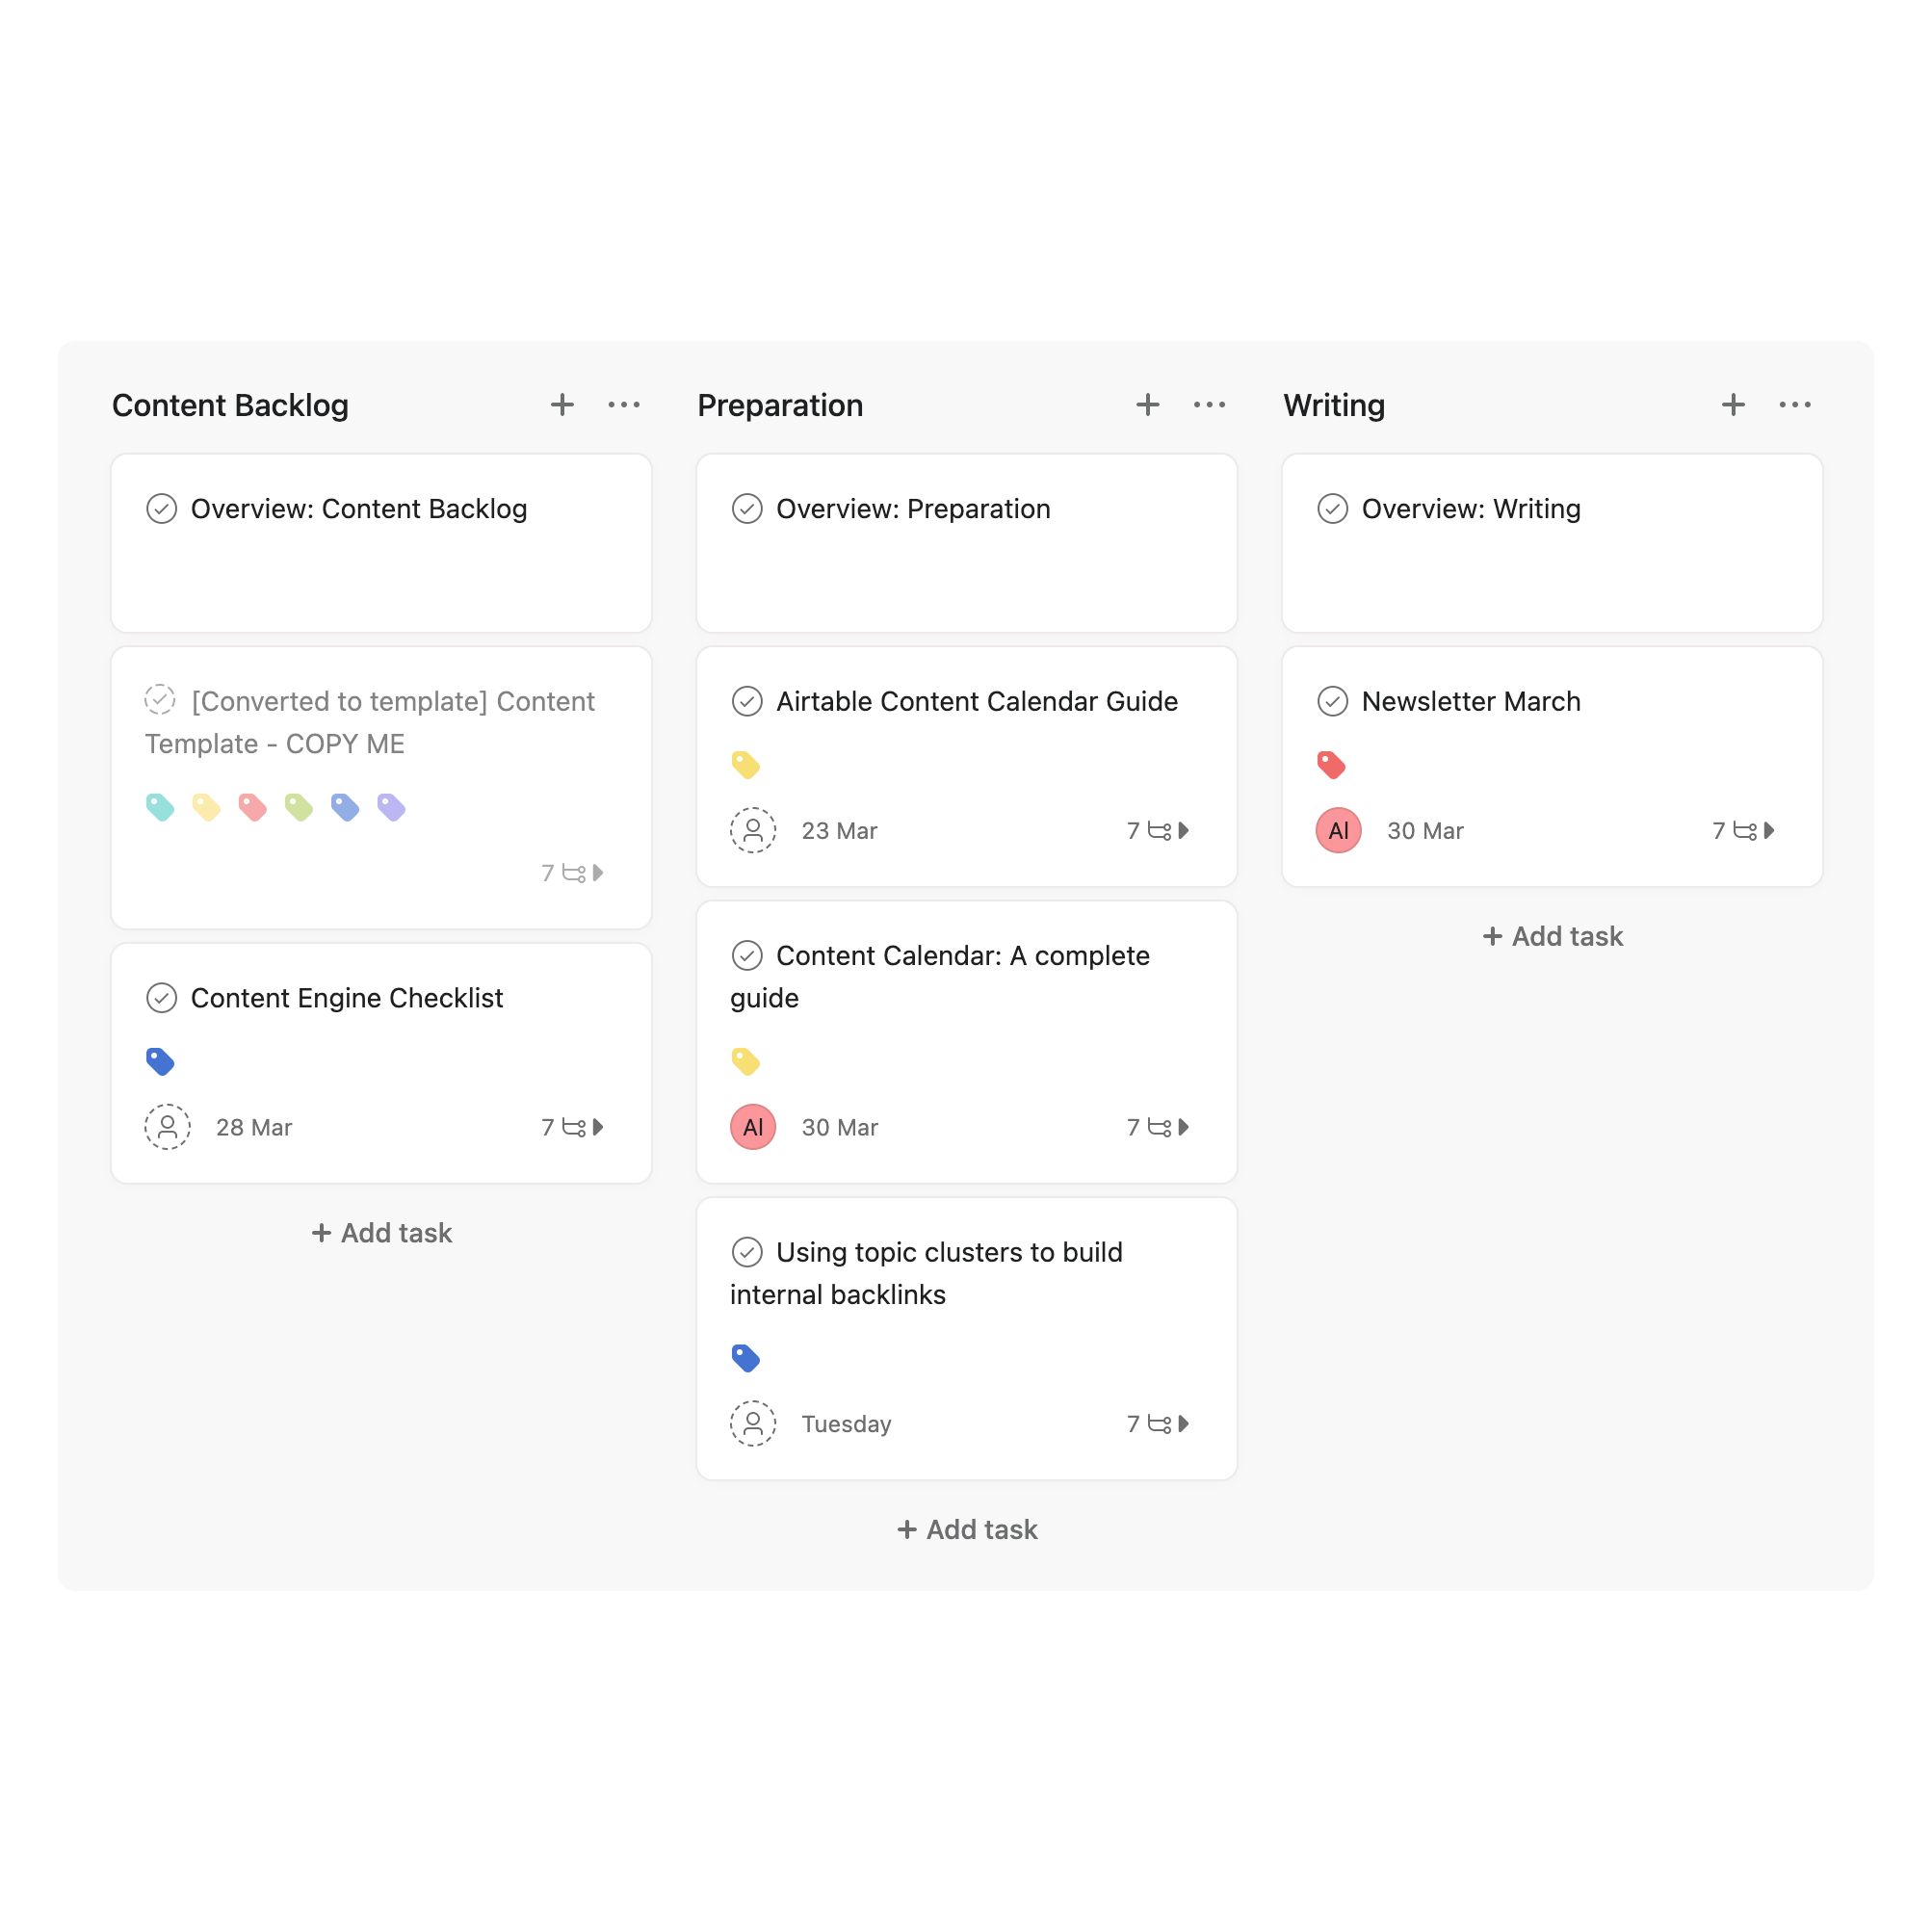 Content Backlog
Overview: Content Backlog
[Converted to template] Content
Template - COPY ME
7
Content Engine Checklist
28 Mar
7
+ Add task
Preparation
Overview: Preparation
Airtable Content Calendar Guide
23 Mar
7
Content Calendar: A complete
guide
Al
30 Mar
7
Using topic clusters to build
internal backlinks
Tuesday
7
+ Add task
Writing
Overview: Writing
Newsletter March
Al
30 Mar
7
+ Add task